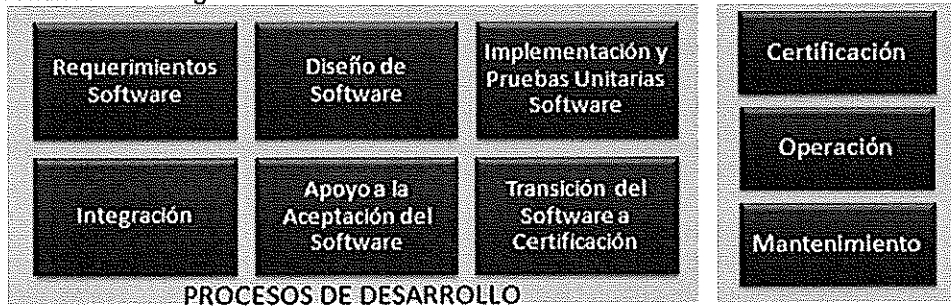 Requerimientos
Software
Diseño de
Software
Implementación y
Pruebas Unitarias
Software
Integración
Apoyo a la
Aceptación del
Software
Transición del
Software a
Certificación
PROCESOS DE DESARROLLO
Certificación
Operación
Mantenimiento